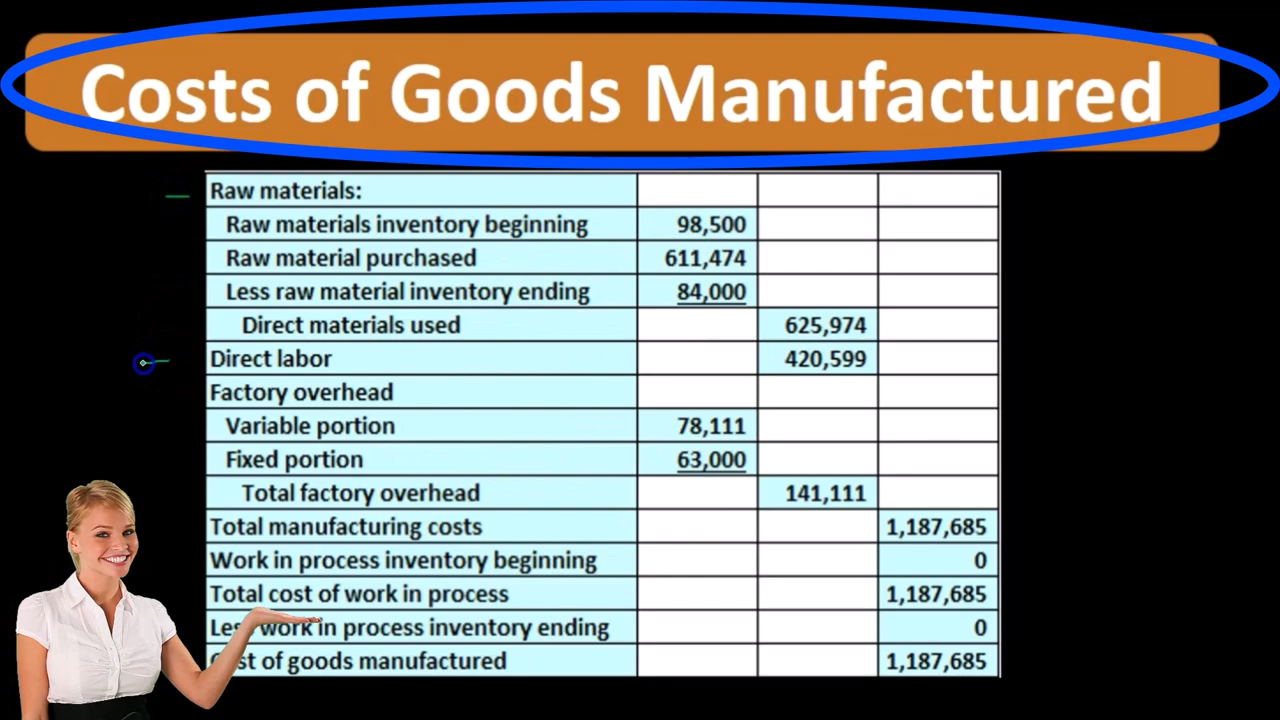 Costs of Goods Manufactured
Raw materials:
Raw materials inventory beginning 98,500
Raw material purchased 611,474
Less raw material inventory ending 84,000
Direct materials used 625,974
Direct labor 420,599
Factory overhead
Variable portion 78,111
Fixed portion 63,000
Total factory overhead 141,111
Total manufacturing costs 1,187,685
Work in process inventory beginning 0
Total cost of work in process 1,187,685
Less work in process inventory ending 0
Cost of goods manufactured 1,187,685